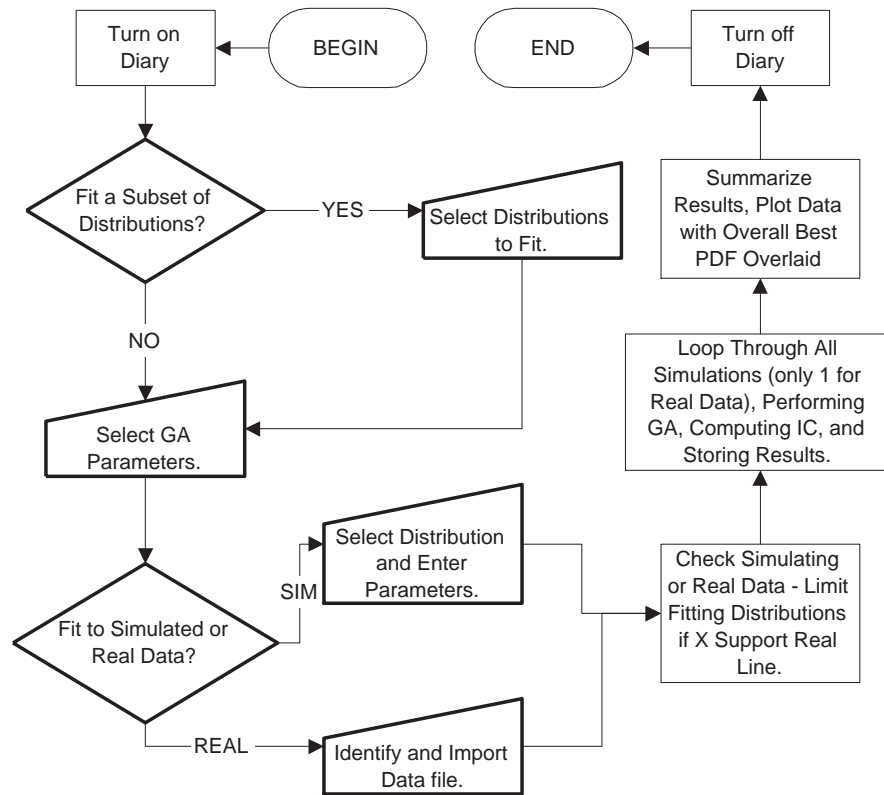 Turn on
Diary
BEGIN
END
Turn off
Diary
Fit a Subset of
Distributions?
YES
Select Distributions
to Fit.
Summarize
Results, Plot Data
with Overall Best
PDF Overlaid
NO
Loop Through All
Simulations (only 1 for
Real Data), Performing
GA, Computing IC, and
Storing Results.
Select GA
Parameters.
Select Distribution
and Enter
Parameters.
SIM
Check Simulating
or Real Data - Limit
Fitting Distributions
if X Support Real
Line.
Fit to Simulated or
Real Data?
REAL
Identify and Import
Data file.